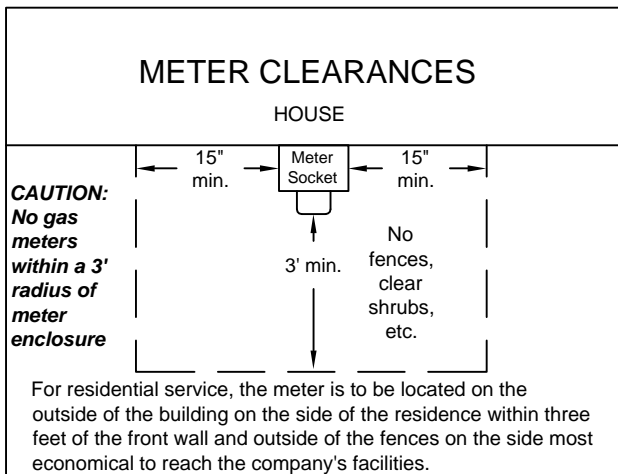 METER CLEARANCES
HOUSE
15"
min.
Meter
Socket
15"
min.
CAUTION:
No gas
meters
within a 3'
radius of
meter
enclosure
3' min.
No
fences,
clear
shrubs,
etc.
For residential service, the meter is to be located on the
outside of the building on the side of the residence within three
feet of the front wall and outside of the fences on the side most
economical to reach the company's facilities.